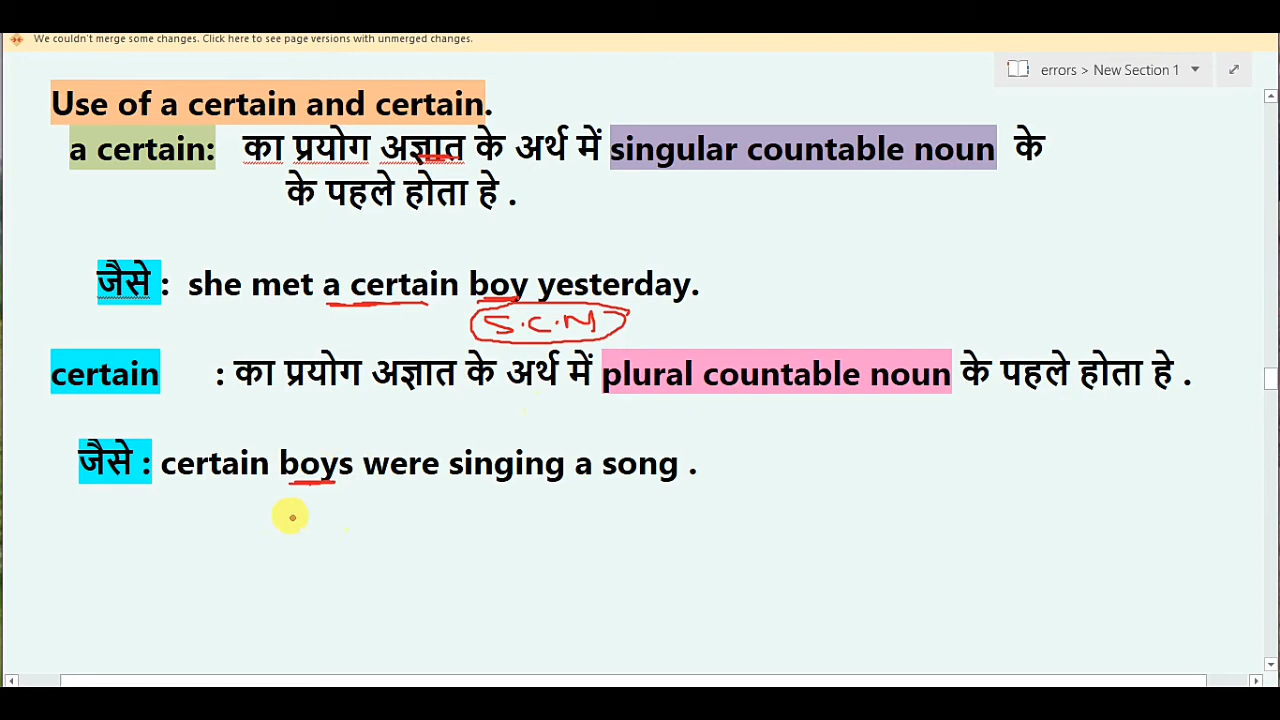 We couldn't merge some changes. Click here to see page versions with unmerged changes.
errors > New Section 1
Use of a certain and certain.
a certain: का प्रयोग अज्ञात के अर्थ में singular countable noun के
के पहले होता हे .
जैसे : she met a certain boy yesterday.
S.C.N
certain : का प्रयोग अज्ञात के अर्थ में plural countable noun के पहले होता हे .
जैसे : certain boys were singing a song .